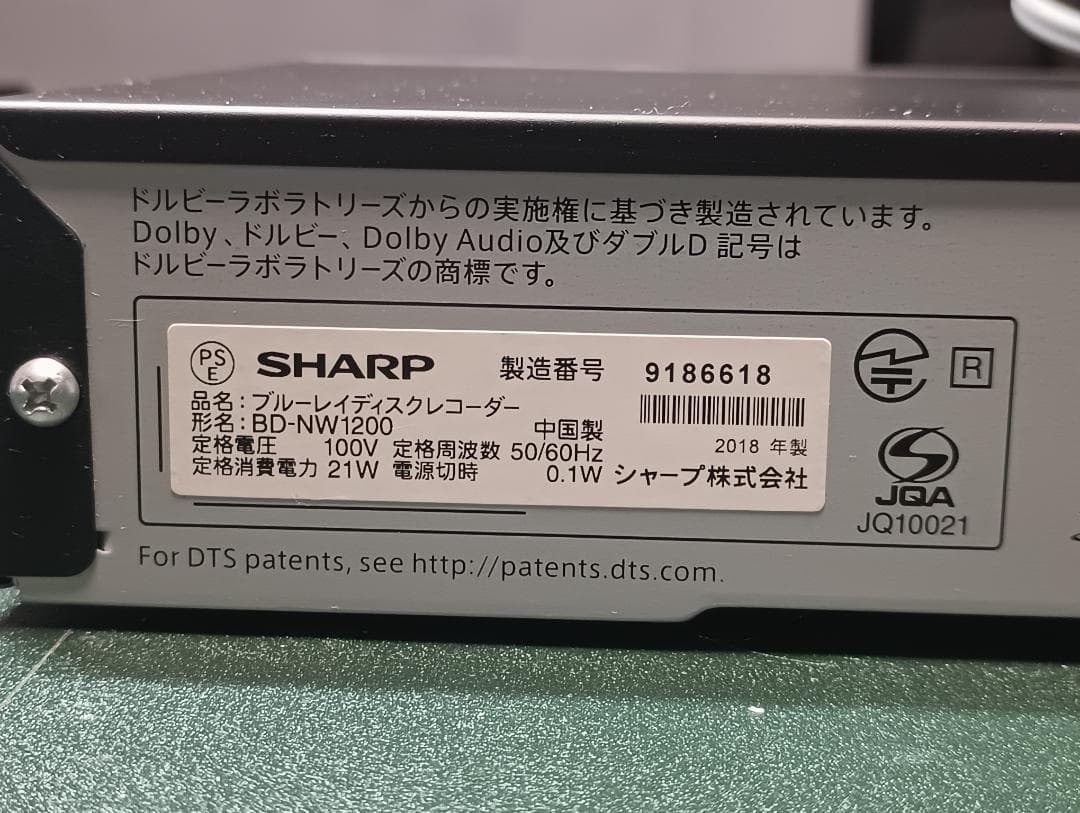 ドルビーラボラトリーズからの実施権に基づき製造されています。
Dolby、ドルビー、Dolby Audio及びダブルD 記号は
ドルビーラボラトリーズの商標です。
PS E SHARP 製造番号 9186618
品名：ブルーレイディスクレコーダー
形名：BD-NW1200 中国製
2018 年製
定格電圧 100V 定格周波数 50/60Hz
定格消費電力 21W 電源切時 0.1W シャープ株式会社
R
JQA
JQ10021
For DTS patents, see http://patents.dts.com.